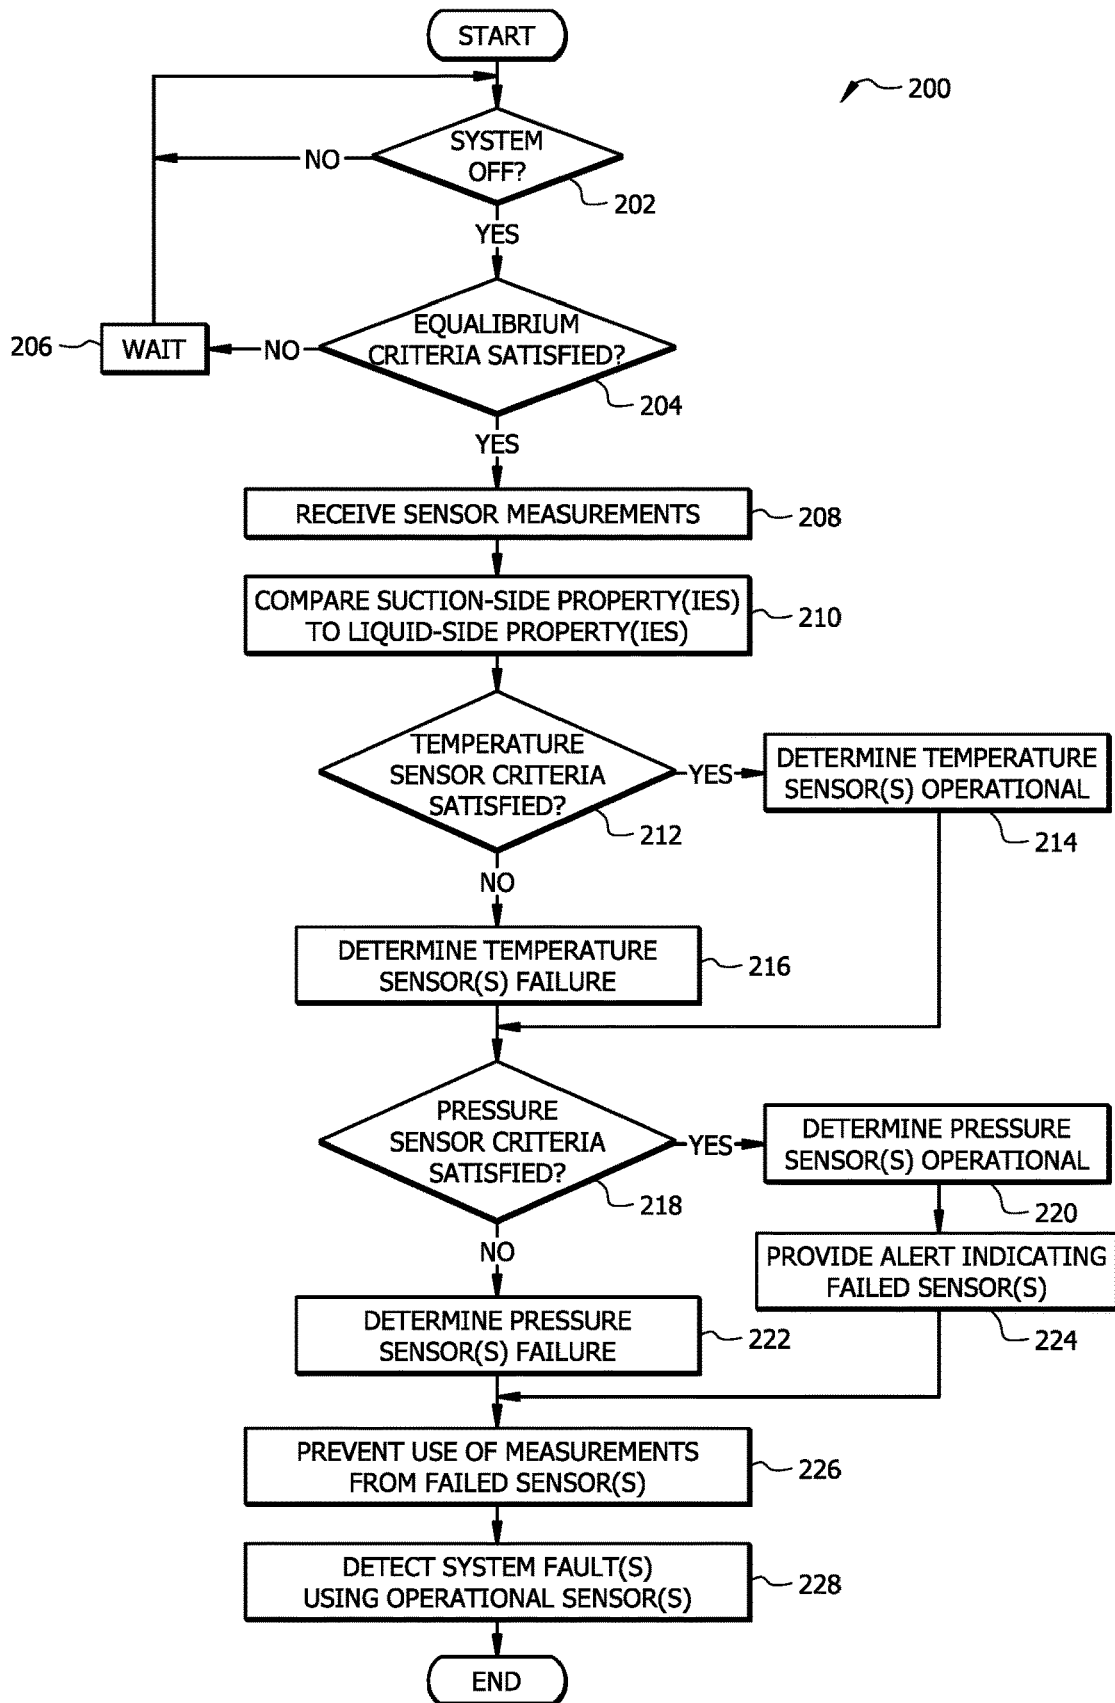 START
200
SYSTEM
OFF?
NO
202
YES
EQUALIBRIUM
CRITERIA SATISFIED?
206
WAIT
NO
204
YES
RECEIVE SENSOR MEASUREMENTS
208
COMPARE SUCTION-SIDE PROPERTY(IES)
TO LIQUID-SIDE PROPERTY(IES)
210
TEMPERATURE
SENSOR CRITERIA
SATISFIED?
YES
DETERMINE TEMPERATURE
SENSOR(S) OPERATIONAL
212
214
NO
DETERMINE TEMPERATURE
SENSOR(S) FAILURE
216
PRESSURE
SENSOR CRITERIA
SATISFIED?
YES
DETERMINE PRESSURE
SENSOR(S) OPERATIONAL
218
220
NO
PROVIDE ALERT INDICATING
FAILED SENSOR(S)
224
DETERMINE PRESSURE
SENSOR(S) FAILURE
222
PREVENT USE OF MEASUREMENTS
FROM FAILED SENSOR(S)
226
DETECT SYSTEM FAULT(S)
USING OPERATIONAL SENSOR(S)
228
END